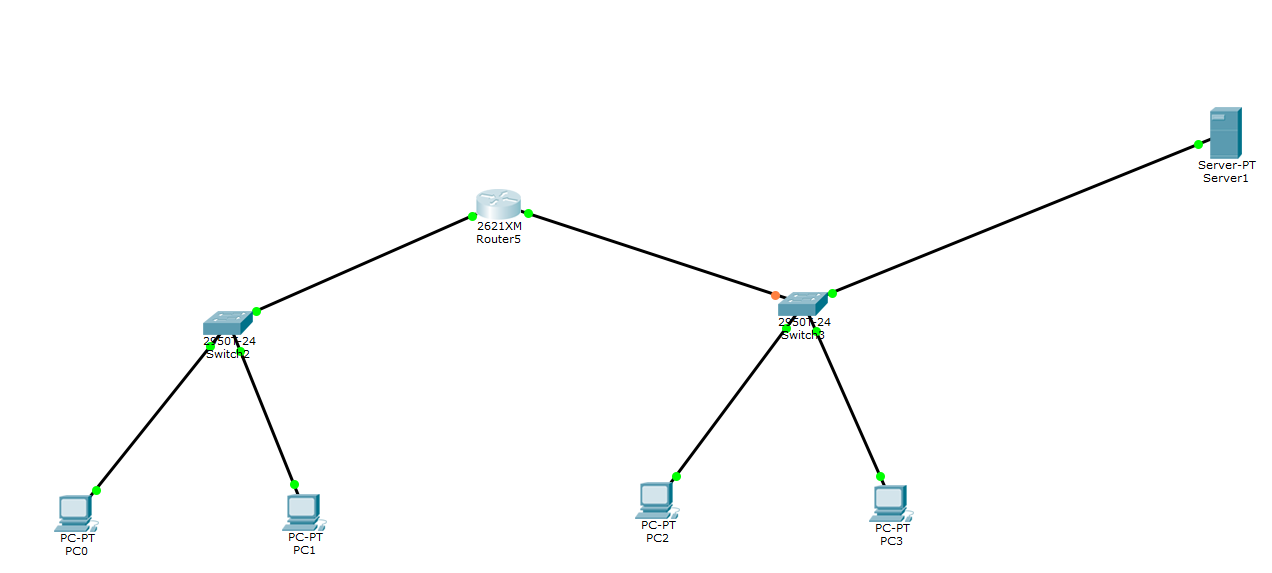 Server-PT
Server1
2621XM
Router5
2950T-24
Switch2
2950T-24
Switch3
PC-PT
PC0
PC-PT
PC1
PC-PT
PC2
PC-PT
PC3